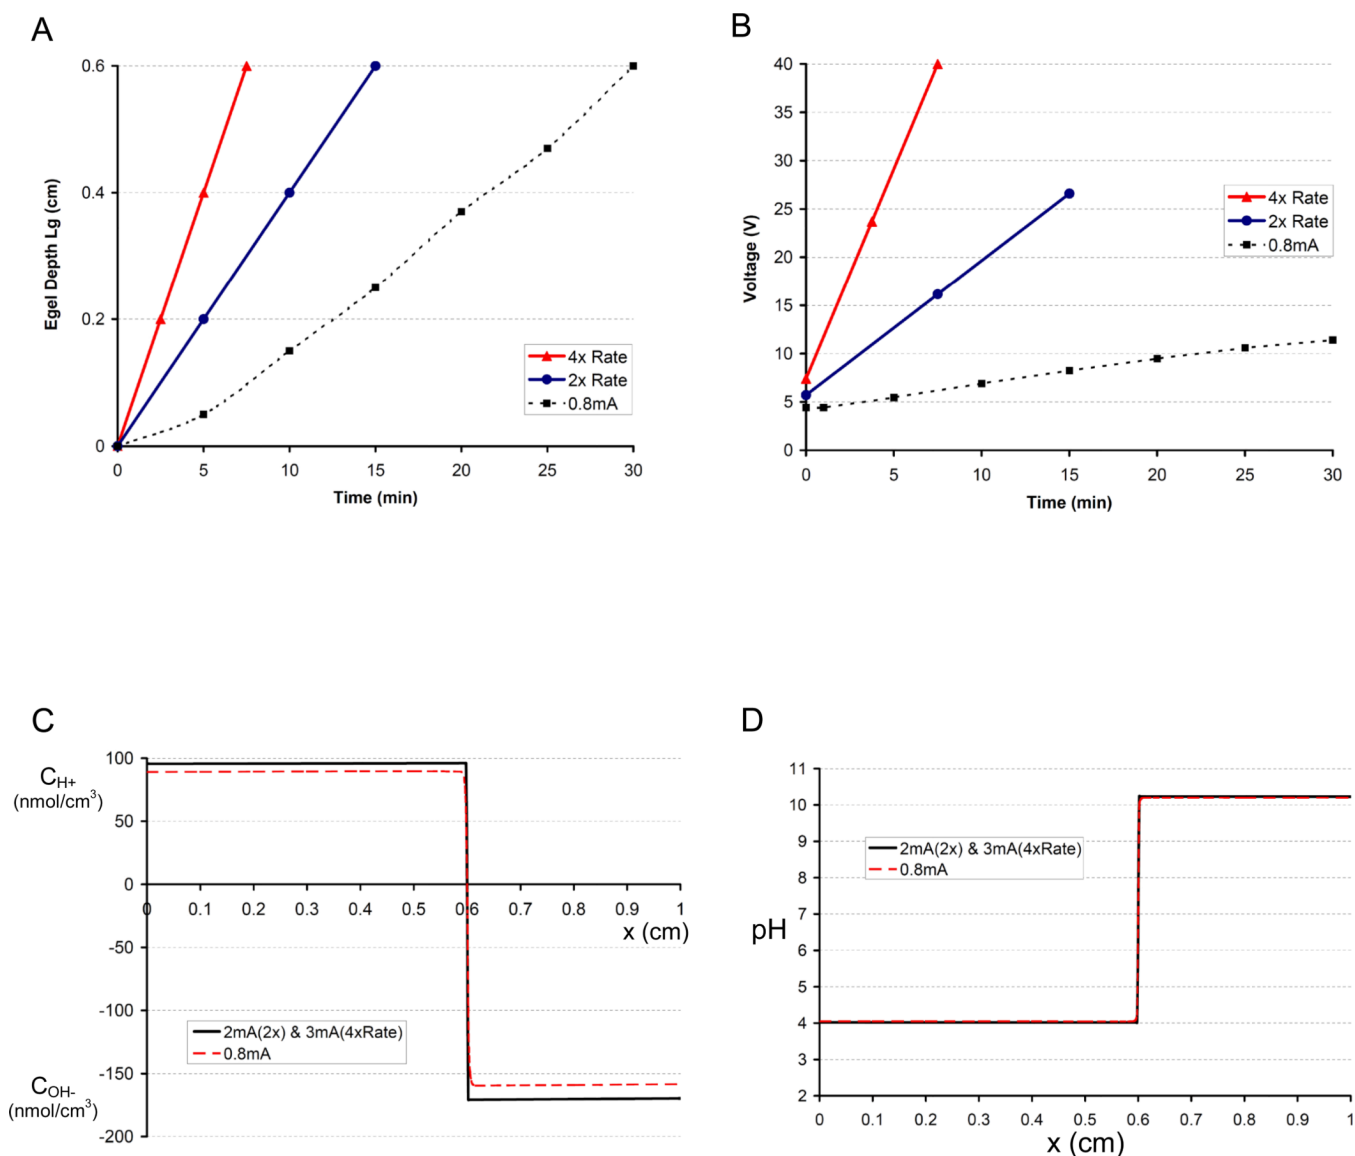 A
0.6
0.4
0.2
0
Egel Depth Lg (cm)
4x Rate
2x Rate
0.8mA
0 5 10 15 20 25 30
Time (min)
B
40
35
30
25
20
15
10
5
0
Voltage (V)
4x Rate
2x Rate
0.8mA
0 5 10 15 20 25 30
Time (min)
C
100
50
0
-50
-100
-150
-200
CH+
(nmol/cm3)
0 0.1 0.2 0.3 0.4 0.5 0.6 0.7 0.8 0.9 1
x (cm)
2mA(2x) & 3mA(4xRate)
0.8mA
COH-
(nmol/cm3)
D
11
10
9
8
7
6
5
4
3
2
pH
2mA(2x) & 3mA(4xRate)
0.8mA
0 0.1 0.2 0.3 0.4 0.5 0.6 0.7 0.8 0.9 1
x (cm)